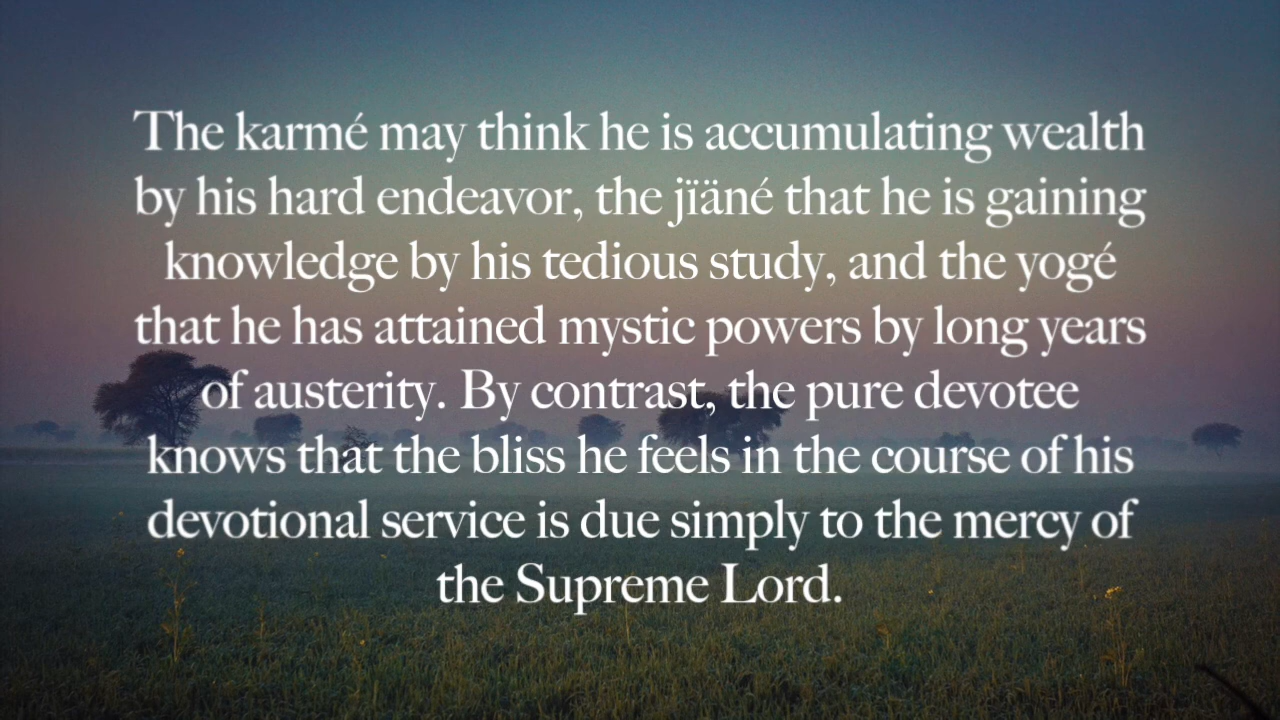 The karmé may think he is accumulating wealth
by his hard endeavor, the jïäné that he is gaining
knowledge by his tedious study, and the yogé
that he has attained mystic powers by long years
of austerity. By contrast, the pure devotee
knows that the bliss he feels in the course of his
devotional service is due simply to the mercy of
the Supreme Lord.